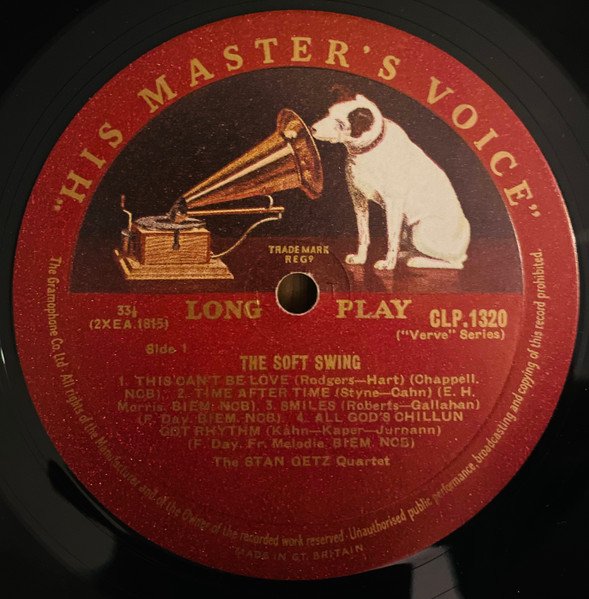 "HIS MASTER'S VOICE"
TRADE MARK
REGD
33⅓
LONG PLAY
CLP.1320
(2XEA.1815)
("Verve" Series)
Side 1
THE SOFT SWING
1. THIS CAN'T BE LOVE (Rodgers—Hart) (Chappell.
NCB). 2. TIME AFTER TIME (Styne—Cahn) (E. H.
Morris. BIEM. NCB). 3. SMILES (Roberts—Gallahan)
(F. Day. BIEM. NCB). 4. ALL GOD'S CHILLUN
GOT RHYTHM (Kahn—Kaper—Jurmann)
(F. Day. Fr. Melodie. BIEM. NCB)
The STAN GETZ Quartet
The Gramophone Co Ltd. All rights of the Manufacturer and of the Owner of the recorded work reserved. Unauthorised public performance, broadcasting and copying of this record prohibited.
MADE IN GT. BRITAIN